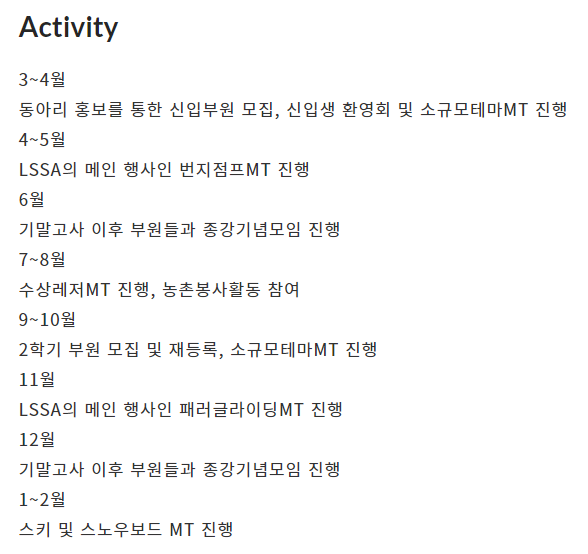 Activity
3~4월
동아리 홍보를 통한 신입부원 모집, 신입생 환영회 및 소규모테마MT 진행
4~5월
LSSA의 메인 행사인 번지점프MT 진행
6월
기말고사 이후 부원들과 종강기념모임 진행
7~8월
수상레저MT 진행, 농촌봉사활동 참여
9~10월
2학기 부원 모집 및 재등록, 소규모테마MT 진행
11월
LSSA의 메인 행사인 패러글라이딩MT 진행
12월
기말고사 이후 부원들과 종강기념모임 진행
1~2월
스키 및 스노우보드 MT 진행